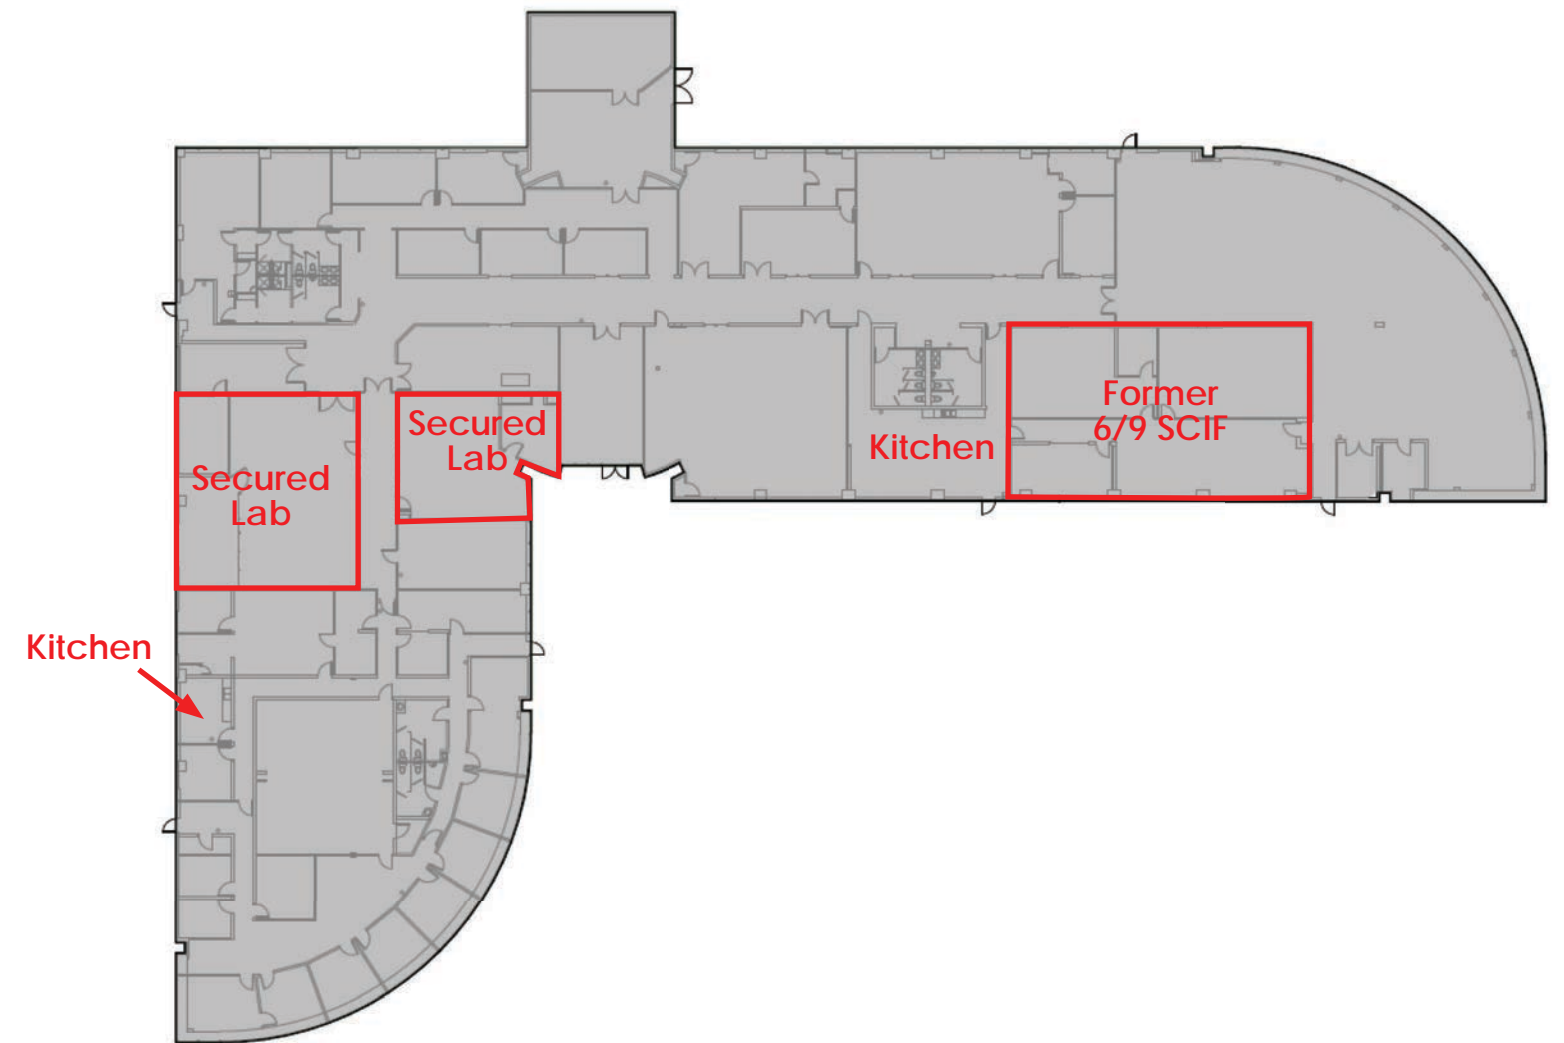 Former
6/9 SCIF
Secured
Lab
Kitchen
Secured
Lab
Kitchen